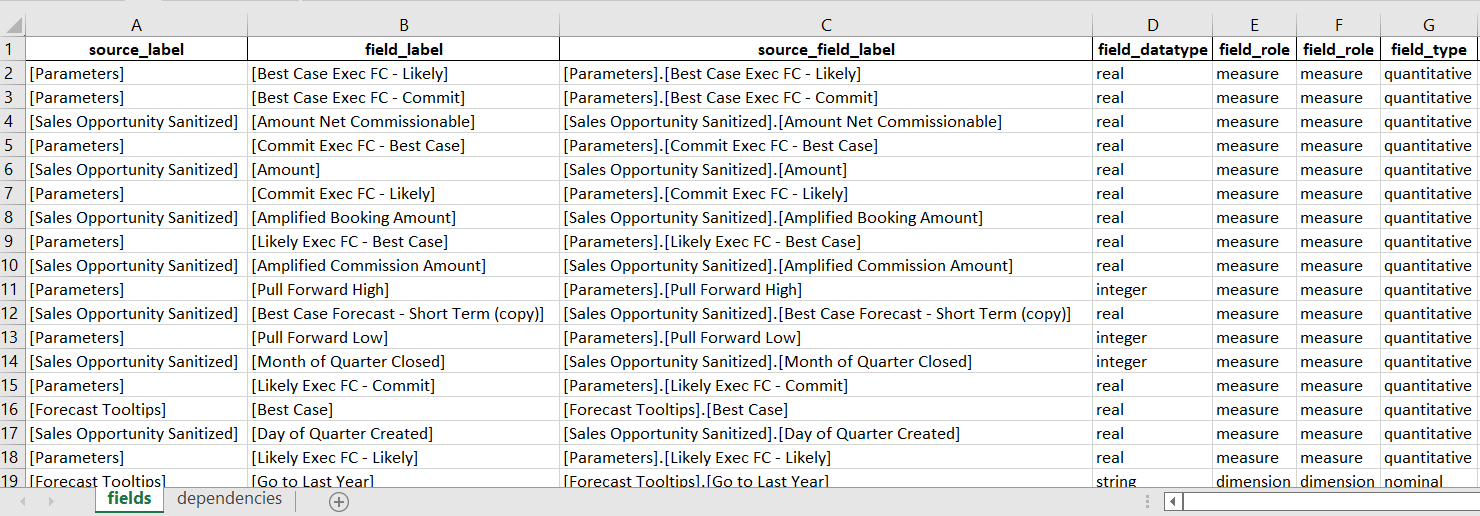 A B C D E F G
1 source_label field_label source_field_label field_datatype field_role field_role field_type
2 [Parameters] [Best Case Exec FC - Likely] [Parameters].[Best Case Exec FC - Likely] real measure measure quantitative
3 [Parameters] [Best Case Exec FC - Commit] [Parameters].[Best Case Exec FC - Commit] real measure measure quantitative
4 [Sales Opportunity Sanitized] [Amount Net Commissionable] [Sales Opportunity Sanitized].[Amount Net Commissionable] real measure measure quantitative
5 [Parameters] [Commit Exec FC - Best Case] [Parameters].[Commit Exec FC - Best Case] real measure measure quantitative
6 [Sales Opportunity Sanitized] [Amount] [Sales Opportunity Sanitized].[Amount] real measure measure quantitative
7 [Parameters] [Commit Exec FC - Likely] [Parameters].[Commit Exec FC - Likely] real measure measure quantitative
8 [Sales Opportunity Sanitized] [Amplified Booking Amount] [Sales Opportunity Sanitized].[Amplified Booking Amount] real measure measure quantitative
9 [Parameters] [Likely Exec FC - Best Case] [Parameters].[Likely Exec FC - Best Case] real measure measure quantitative
10 [Sales Opportunity Sanitized] [Amplified Commission Amount] [Sales Opportunity Sanitized].[Amplified Commission Amount] real measure measure quantitative
11 [Parameters] [Pull Forward High] [Parameters].[Pull Forward High] integer measure measure quantitative
12 [Sales Opportunity Sanitized] [Best Case Forecast - Short Term (copy)] [Sales Opportunity Sanitized].[Best Case Forecast - Short Term (copy)] real measure measure quantitative
13 [Parameters] [Pull Forward Low] [Parameters].[Pull Forward Low] integer measure measure quantitative
14 [Sales Opportunity Sanitized] [Month of Quarter Closed] [Sales Opportunity Sanitized].[Month of Quarter Closed] integer measure measure quantitative
15 [Parameters] [Likely Exec FC - Commit] [Parameters].[Likely Exec FC - Commit] real measure measure quantitative
16 [Forecast Tooltips] [Best Case] [Forecast Tooltips].[Best Case] real measure measure quantitative
17 [Sales Opportunity Sanitized] [Day of Quarter Created] [Sales Opportunity Sanitized].[Day of Quarter Created] real measure measure quantitative
18 [Parameters] [Likely Exec FC - Likely] [Parameters].[Likely Exec FC - Likely] real measure measure quantitative
19 [Forecast Tooltips] [Go to Last Year] [Forecast Tooltips].[Go to Last Year] string dimension dimension nominal
fields dependencies